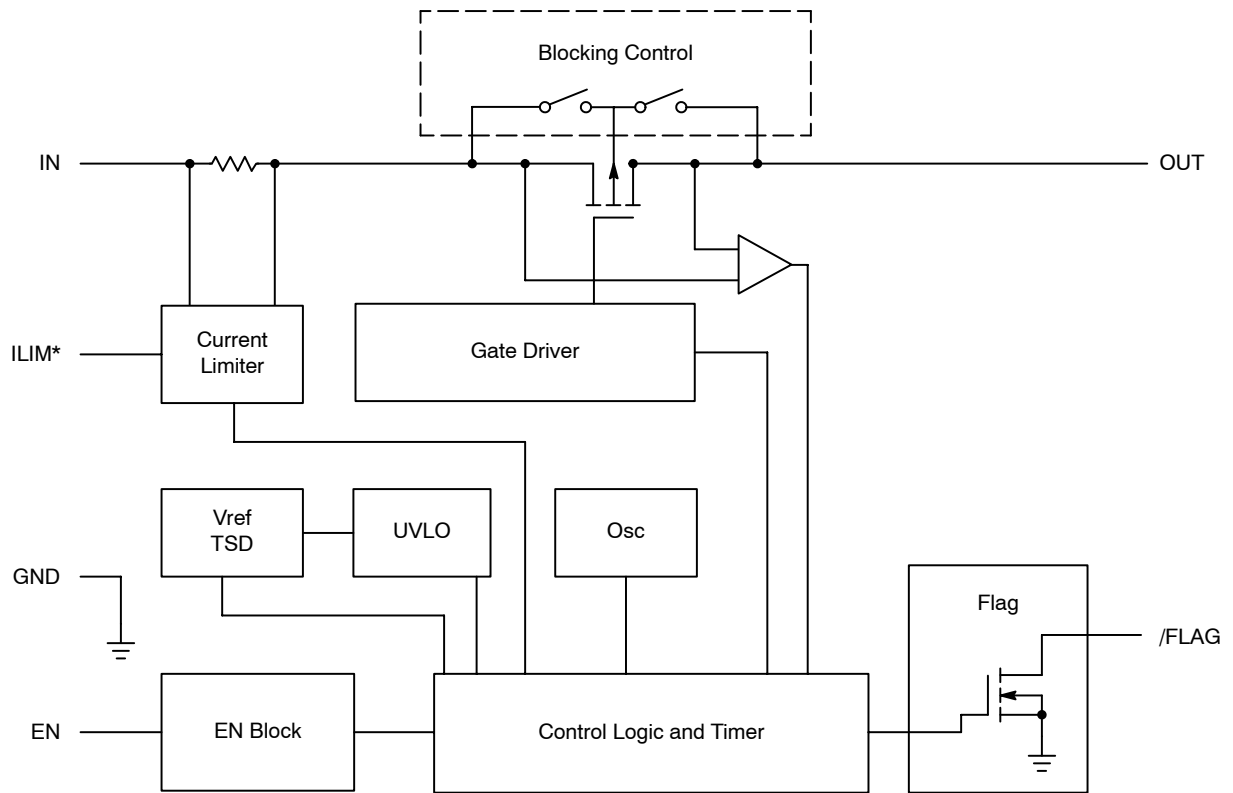 Blocking Control
IN
OUT
Current
Limiter
ILIM*
Gate Driver
Vref
TSD
UVLO
Osc
GND
Flag
/FLAG
EN
EN Block
Control Logic and Timer